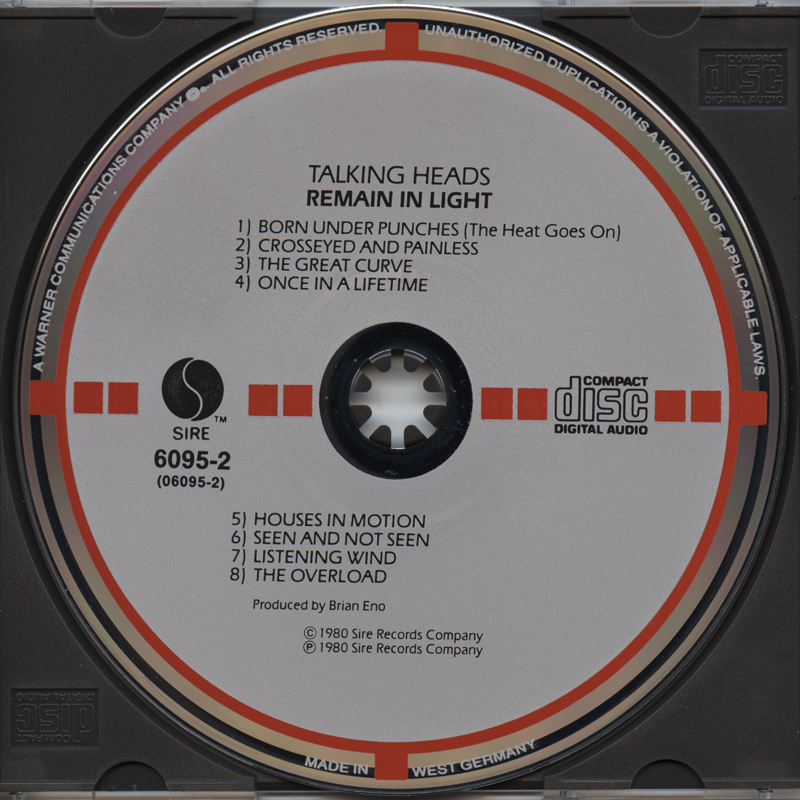 A WARNER COMMUNICATIONS COMPANY ALL RIGHTS RESERVED UNAUTHORIZED DUPLICATION IS A VIOLATION OF APPLICABLE LAWS.
COMPACT
disc
DIGITAL AUDIO
TALKING HEADS
REMAIN IN LIGHT
1) BORN UNDER PUNCHES (The Heat Goes On)
2) CROSSEYED AND PAINLESS
3) THE GREAT CURVE
4) ONCE IN A LIFETIME
S
TM
SIRE
6095-2
(06095-2)
COMPACT
disc
DIGITAL AUDIO
5) HOUSES IN MOTION
6) SEEN AND NOT SEEN
7) LISTENING WIND
8) THE OVERLOAD
Produced by Brian Eno
© 1980 Sire Records Company
℗ 1980 Sire Records Company
COMPACT
disc
DIGITAL AUDIO
MADE IN WEST GERMANY